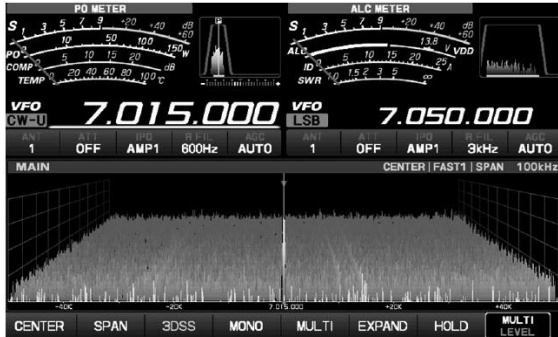 PO METER
S 1 3 5 7 9 +20 +40 dB +60
PO 10 50 100 150 W
COMP 0 5 10 15 20 dB
TEMP 0 20 40 60 80 100 °C
ALC METER
S 1 3 5 7 9 +20 +40 dB +60
ALC 13.8 V VDD
ID 0 5 10 15 20 25 A
SWR 1.0 1.5 2 3 5 ∞
VFO
CW-U
7.015.000
VFO
LSB
7.050.000
ANT ATT IPO R.FIL AGC
1 OFF AMP1 600Hz AUTO
ANT ATT IPO R.FIL AGC
1 OFF AMP1 3kHz AUTO
MAIN
CENTER | FAST1 | SPAN 100kHz
-40K -20K 7.015.000 +20K +40K
CENTER SPAN 3DSS MONO MULTI EXPAND HOLD MULTI
LEVEL